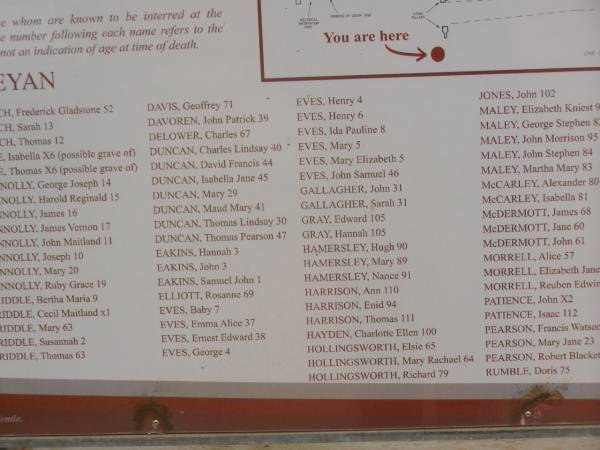 whom are known to be interred at the
number following each name refers to the
not an indication of age at time of death.
You are here
EYAN
CH, Frederick Gladstone 52
CH, Sarah 13
CH, Thomas 12
E, Isabella X6 (possible grave of)
E, Thomas X6 (possible grave of)
NNOLLY, George Joseph 14
NNOLLY, Harold Reginald 15
NNOLLY, James 16
NNOLLY, James Vernon 17
NNOLLY, John Maitland 11
NNOLLY, Joseph 10
NNOLLY, Mary 20
NNOLLY, Ruby Grace 19
RIDDLE, Bertha Maria 9
RIDDLE, Cecil Maitland x1
RIDDLE, Mary 63
RIDDLE, Susannah 2
RIDDLE, Thomas 63
DAVIS, Geoffrey 71
DAVOREN, John Patrick 39
DELOWER, Charles 67
DUNCAN, Charles Lindsay 40
DUNCAN, David Francis 44
DUNCAN, Isabella Jane 45
DUNCAN, Mary 29
DUNCAN, Maud Mary 41
DUNCAN, Thomas Lindsay 30
DUNCAN, Thomas Pearson 47
EAKINS, Hannah 3
EAKINS, John 3
EAKINS, Samuel John 1
ELLIOTT, Rosanne 69
EVES, Baby 7
EVES, Emma Alice 37
EVES, Ernest Edward 38
EVES, George 4
EVES, Henry 4
EVES, Henry 6
EVES, Ida Pauline 8
EVES, Mary 5
EVES, Mary Elizabeth 5
EVES, John Samuel 46
GALLAGHER, John 31
GALLAGHER, Sarah 31
GRAY, Edward 105
GRAY, Hannah 105
HAMERSLEY, Hugh 90
HAMERSLEY, Mary 89
HAMERSLEY, Nance 91
HARRISON, Ann 110
HARRISON, Enid 94
HARRISON, Thomas 111
HAYDEN, Charlotte Ellen 100
HOLLINGSWORTH, Elsie 65
HOLLINGSWORTH, Mary Rachael 64
HOLLINGSWORTH, Richard 79
JONES, John 102
MALEY, Elizabeth Kniest 9
MALEY, George Stephen 82
MALEY, John Morrison 95
MALEY, John Stephen 84
MALEY, Martha Mary 83
McCARLEY, Alexander 80
McCARLEY, Isabella 81
McDERMOTT, James 68
McDERMOTT, Jane 60
McDERMOTT, John 61
MORRELL, Alice 57
MORRELL, Elizabeth Jane
MORRELL, Reuben Edwin
PATIENCE, John X2
PATIENCE, Isaac 112
PEARSON, Francis Watson
PEARSON, Mary Jane 23
PEARSON, Robert Blacket
RUMBLE, Doris 75